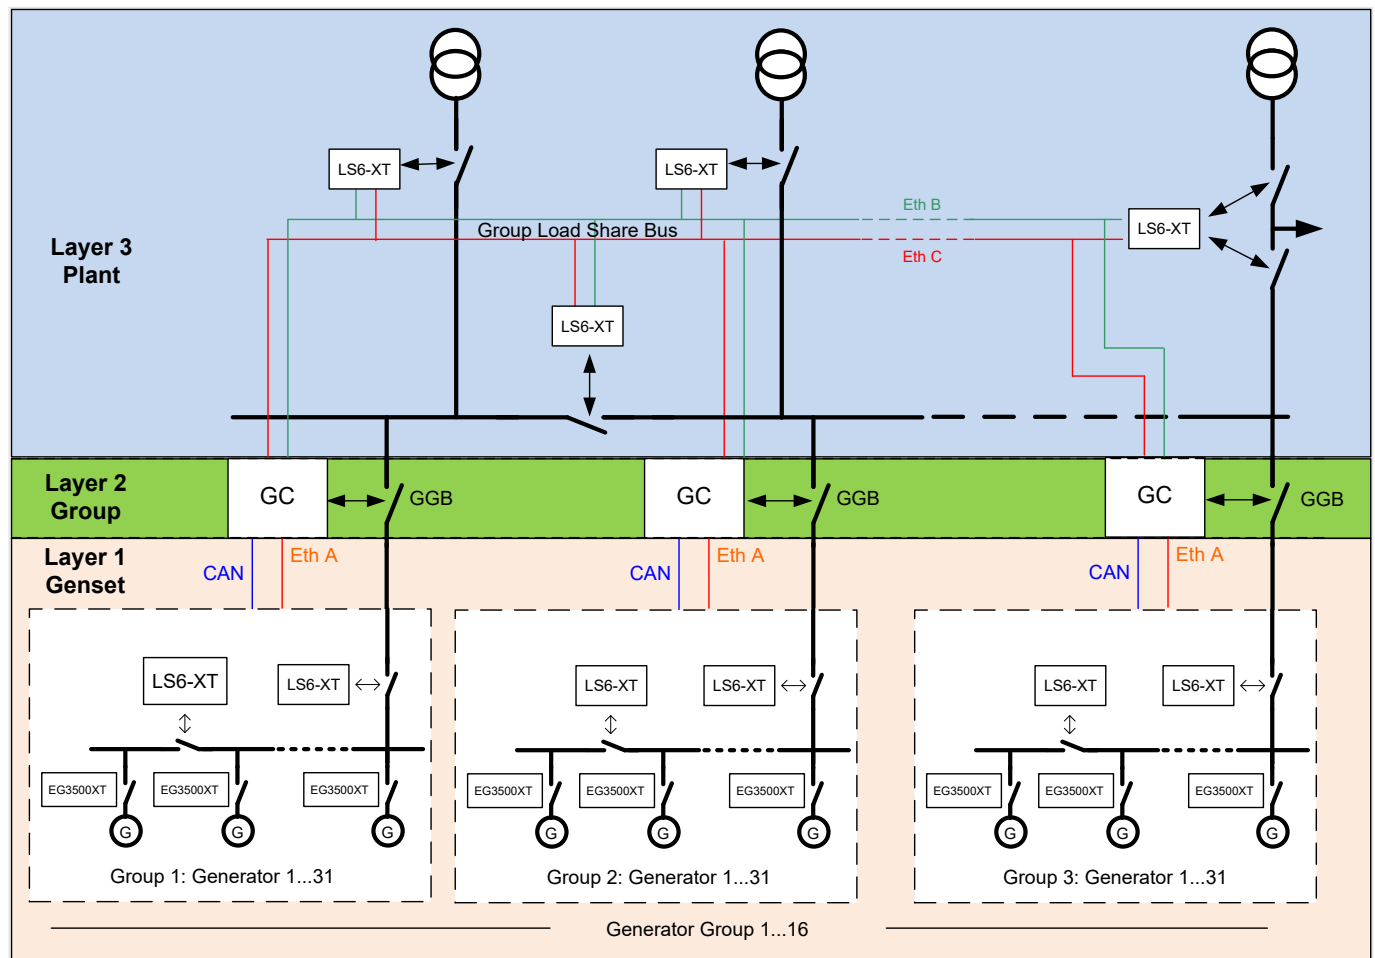 LS6-XT
LS6-XT
Eth B
LS6-XT
Group Load Share Bus
Eth C
Layer 3
Plant
LS6-XT
Layer 2
Group
GC
GGB
GC
GGB
GC
GGB
Layer 1
Genset
CAN
Eth A
CAN
Eth A
CAN
Eth A
LS6-XT
LS6-XT
LS6-XT
LS6-XT
LS6-XT
LS6-XT
EG3500XT
EG3500XT
EG3500XT
EG3500XT
EG3500XT
EG3500XT
EG3500XT
EG3500XT
EG3500XT
G
G
G
G
G
G
G
G
G
Group 1: Generator 1...31
Group 2: Generator 1...31
Group 3: Generator 1...31
Generator Group 1...16